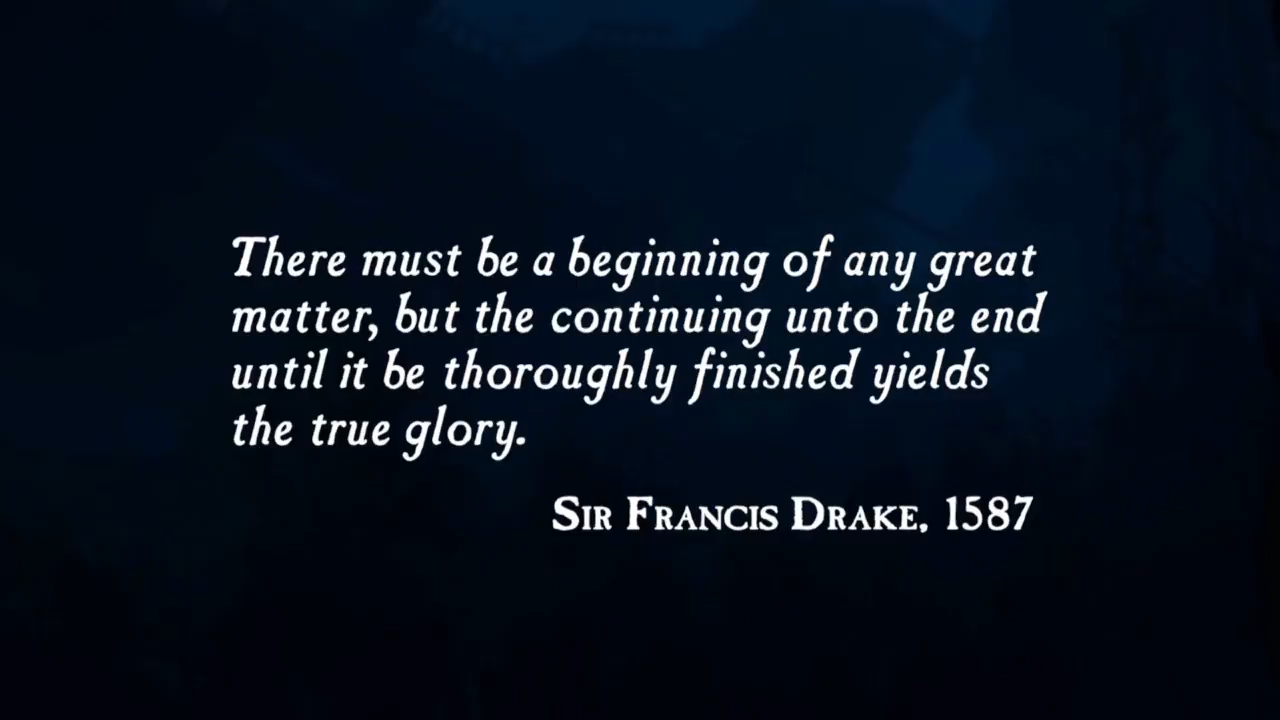 There must be a beginning of any great
matter, but the continuing unto the end
until it be thoroughly finished yields
the true glory.
Sir Francis Drake, 1587